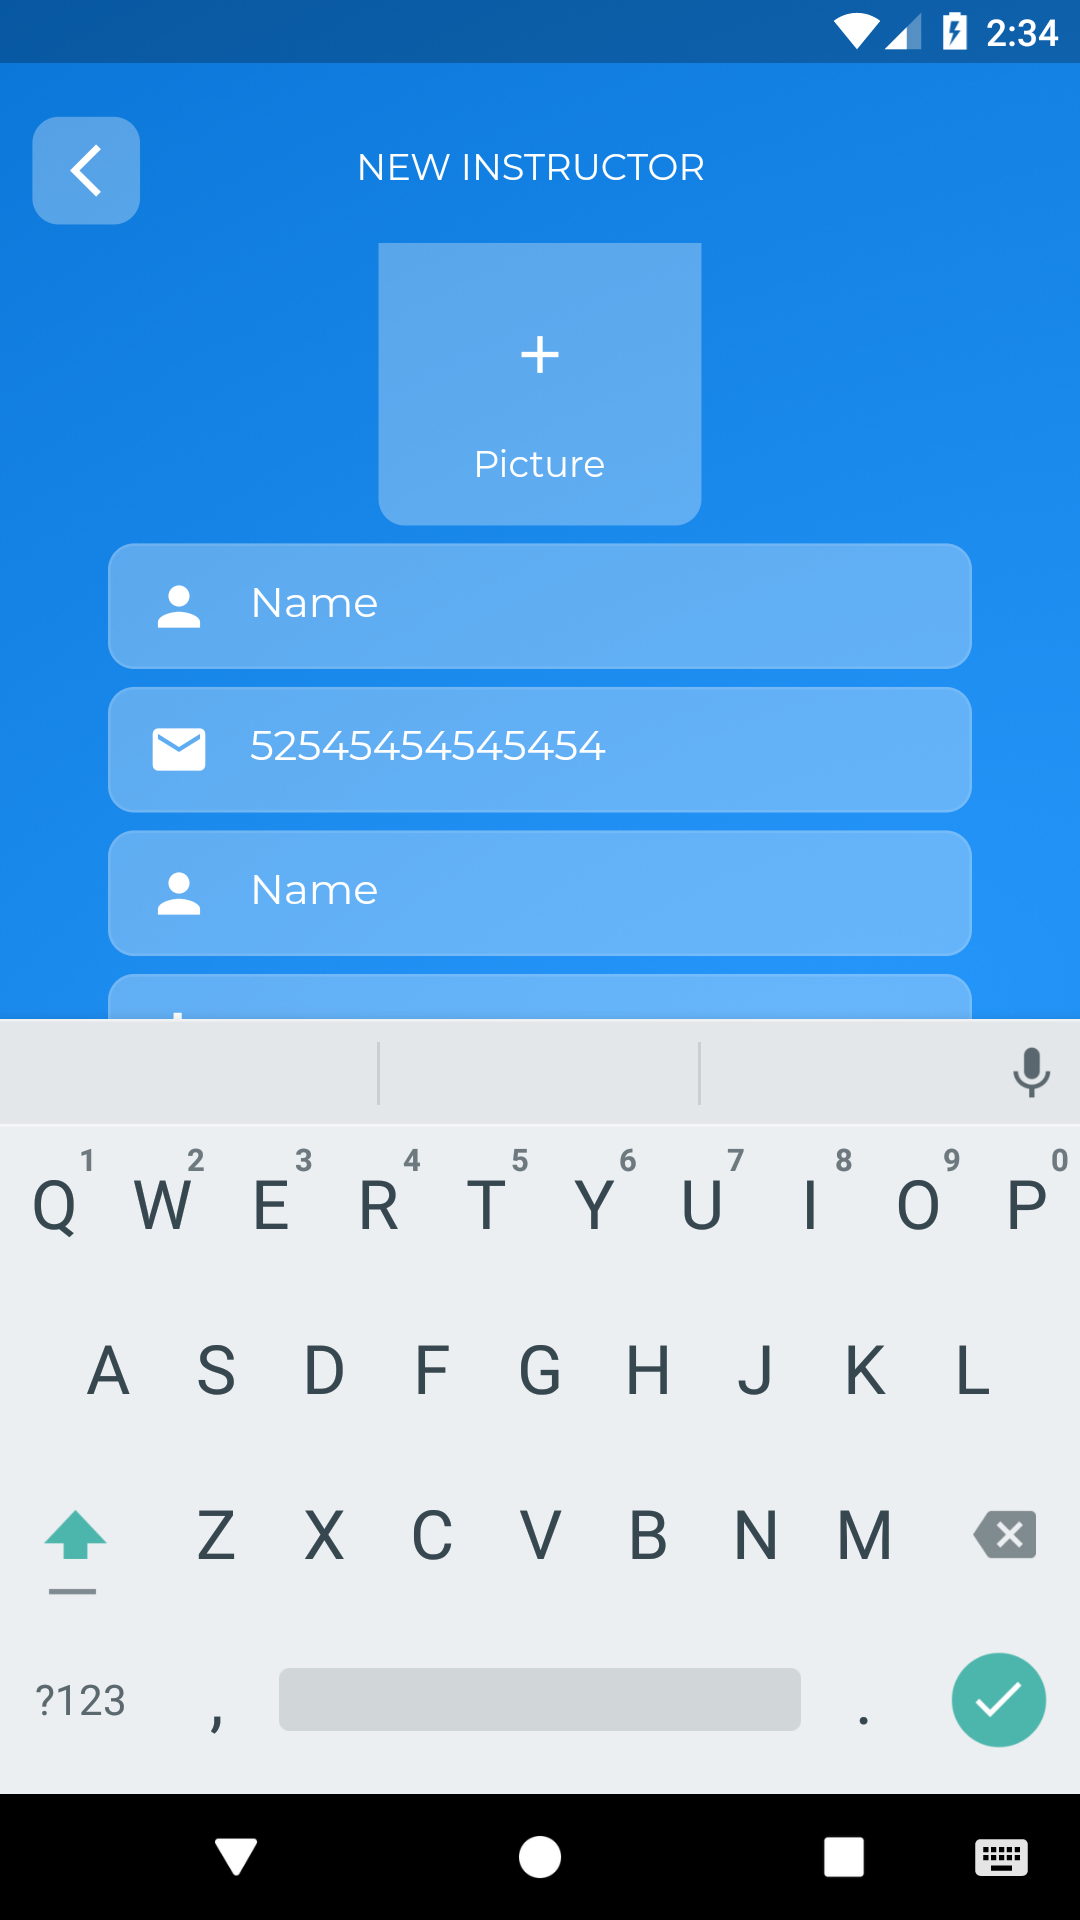 2:34
NEW INSTRUCTOR
+
Picture
Name
52545454545454
Name
1 2 3 4 5 6 7 8 9 0
Q W E R T Y U I O P
A S D F G H J K L
Z X C V B N M
?123 , .